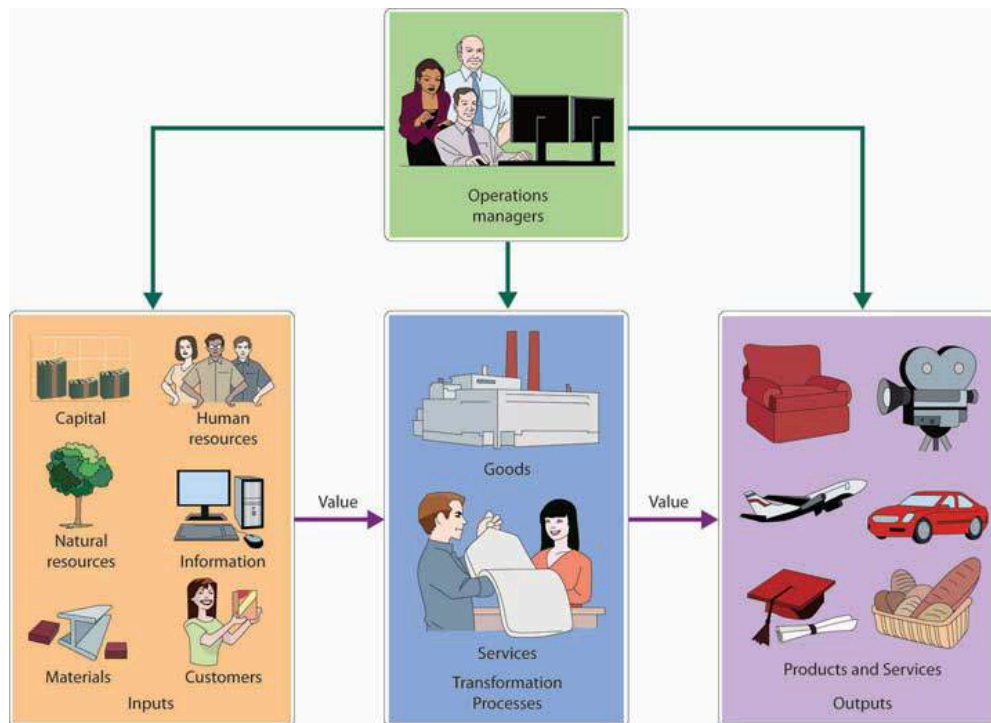 Operations
managers
Capital
Human
resources
Natural
resources
Information
Materials
Customers
Inputs
Value
Goods
Services
Transformation
Processes
Value
Products and Services
Outputs